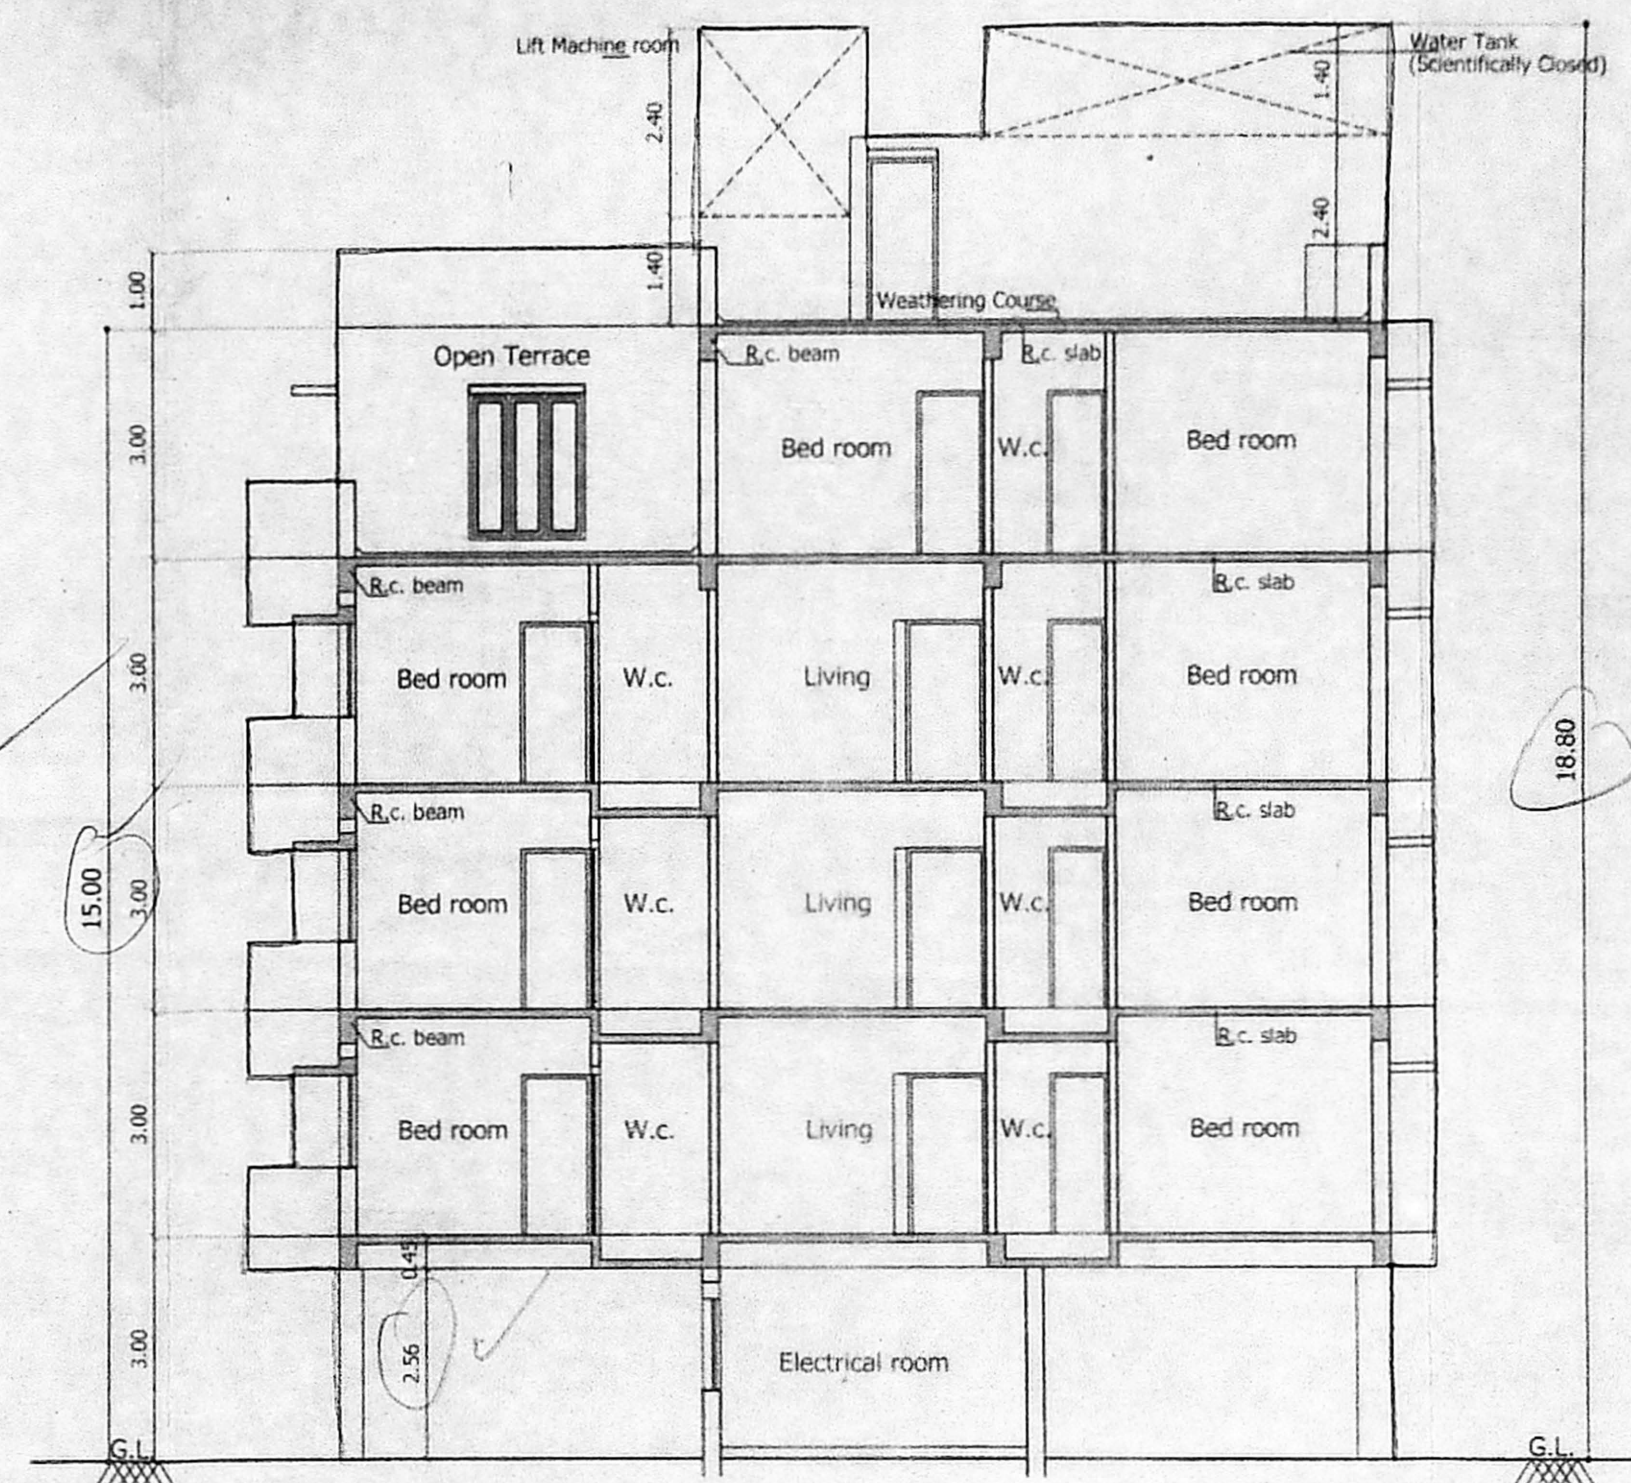 Lift Machine room
Water Tank
(Scientifically Closed)
1.40
2.40
2.40
1.40
1.00
Weathering Course
Open Terrace
R.c. beam
R.c. slab
3.00
Bed room
W.c.
Bed room
R.c. beam
R.c. slab
3.00
Bed room
W.c.
Living
W.c.
Bed room
18.80
R.c. beam
R.c. slab
15.00
3.00
Bed room
W.c.
Living
W.c.
Bed room
R.c. beam
R.c. slab
3.00
Bed room
W.c.
Living
W.c.
Bed room
0.45
3.00
2.56
Electrical room
G.L.
G.L.